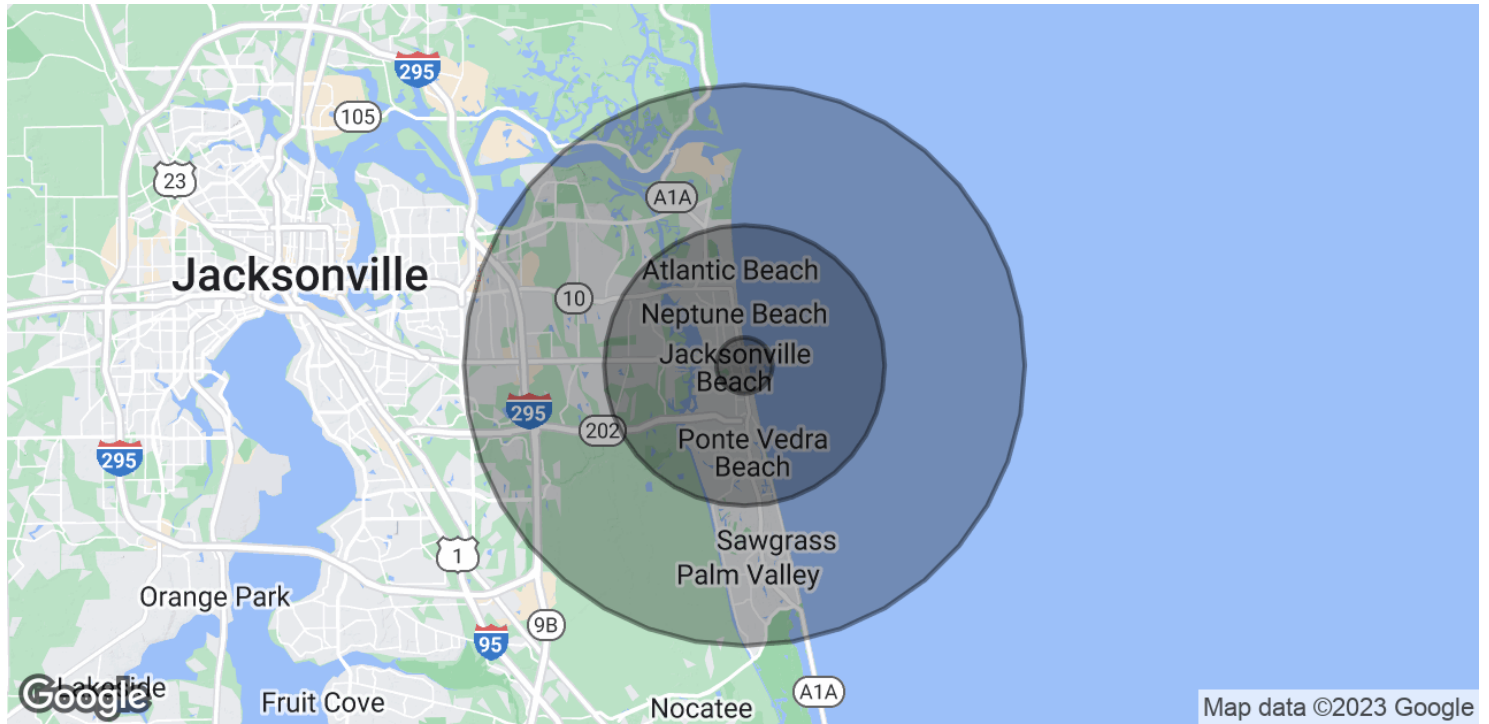 295
105
23
A1A
Jacksonville
Atlantic Beach
10
Neptune Beach
Jacksonville
Beach
295
202
295
Ponte Vedra
Beach
1
Sawgrass
Palm Valley
Orange Park
9B
95
Lakeside
Google
Fruit Cove
Nocatee
A1A
Map data ©2023 Google